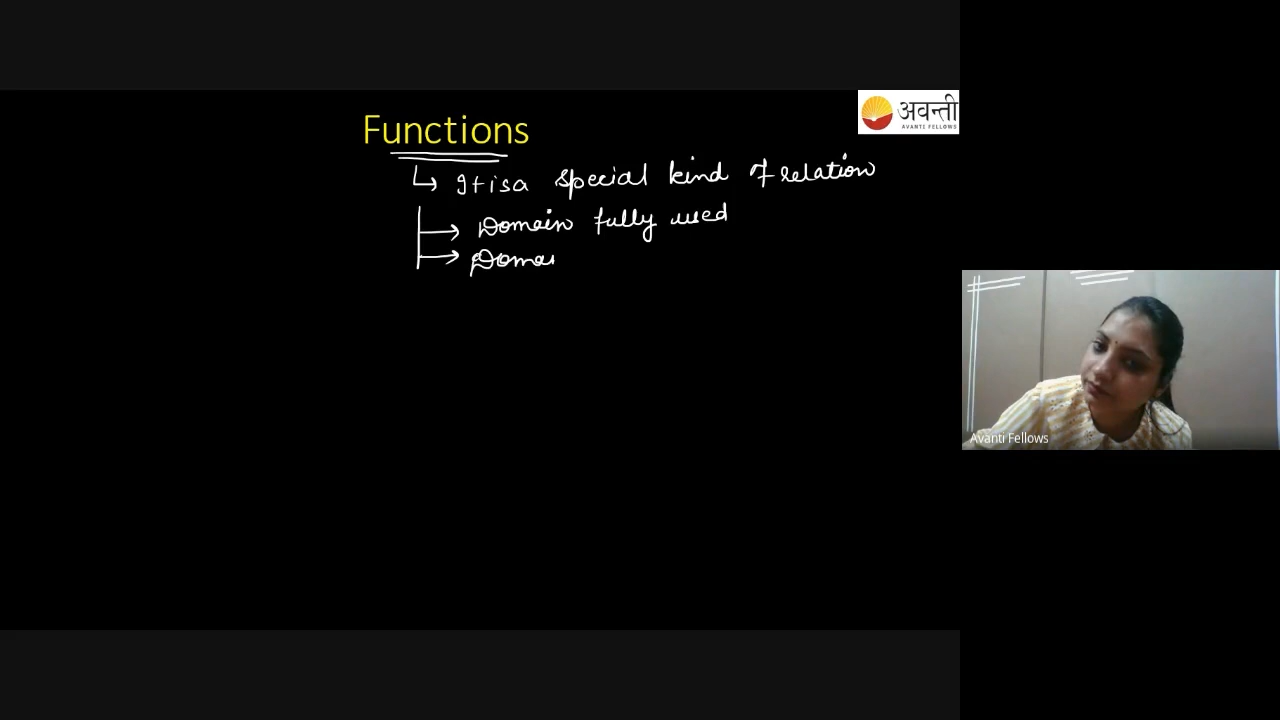 अवन्ती
AVANTI FELLOWS
Functions
It is a special kind of relation
Domain fully used
Domai
Avanti Fellows